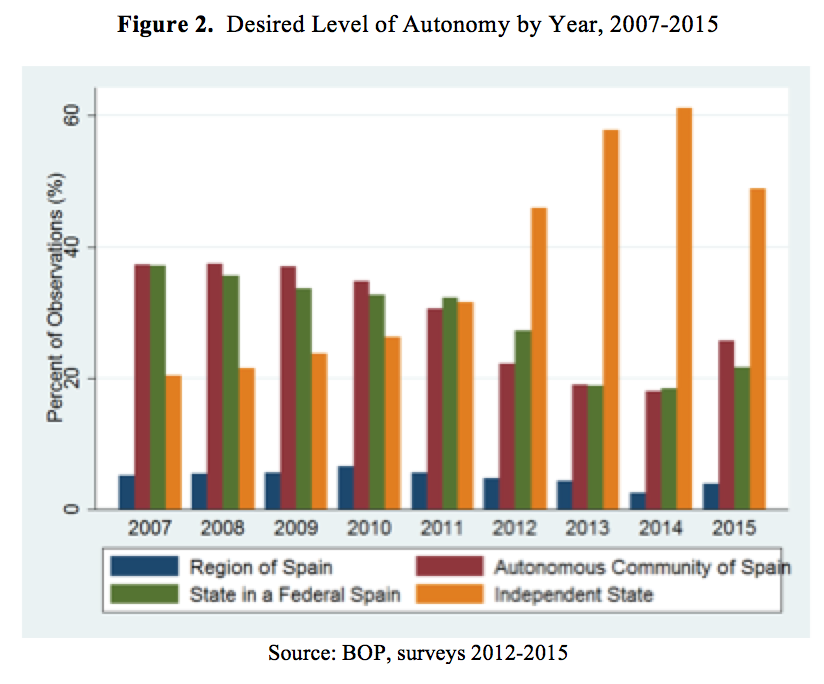 Figure 2. Desired Level of Autonomy by Year, 2007-2015
Percent of Observations (%)
60
40
20
0
2007 2008 2009 2010 2011 2012 2013 2014 2015
Region of Spain Autonomous Community of Spain
State in a Federal Spain Independent State
Source: BOP, surveys 2012-2015